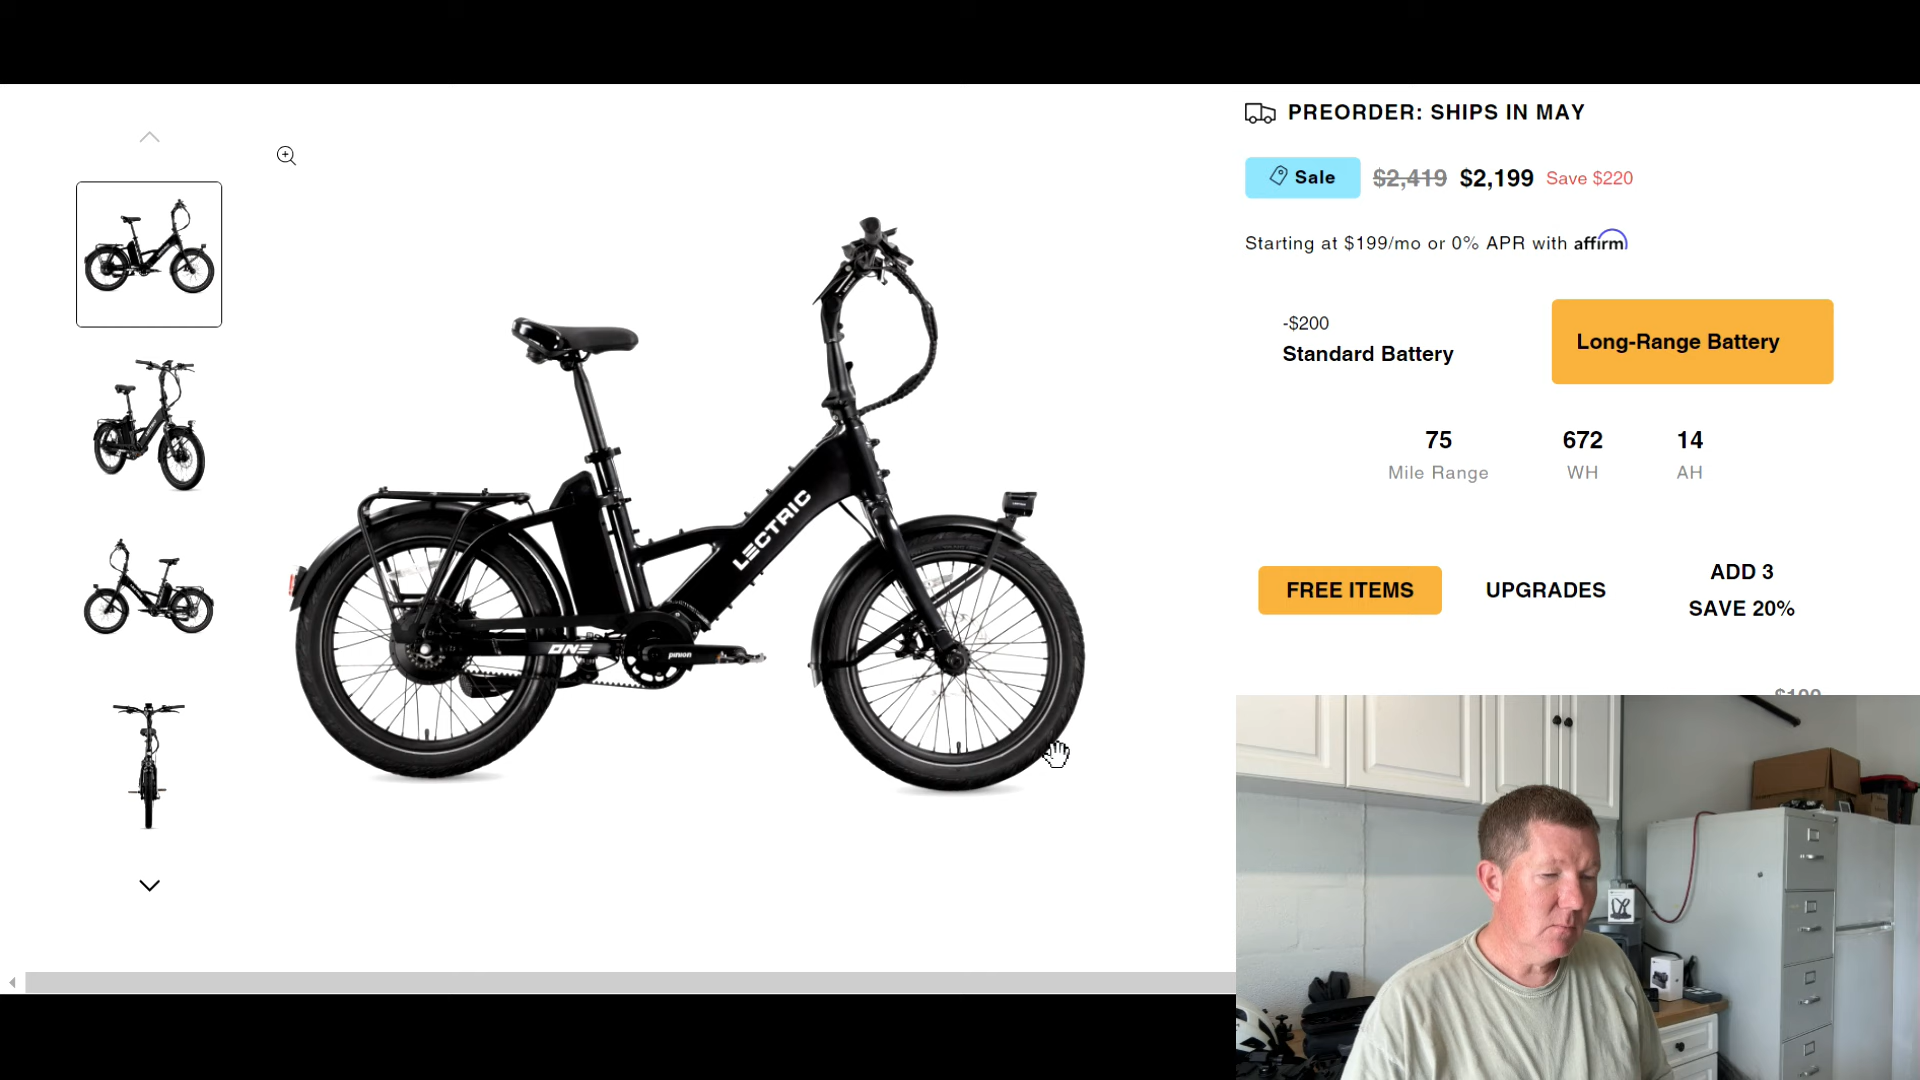 PREORDER: SHIPS IN MAY
Sale $2,419 $2,199 Save $220
Starting at $199/mo or 0% APR with affirm
-$200
Standard Battery
Long-Range Battery
75 672 14
Mile Range WH AH
FREE ITEMS
UPGRADES
ADD 3
SAVE 20%
LECTRIC
ONE
pinion